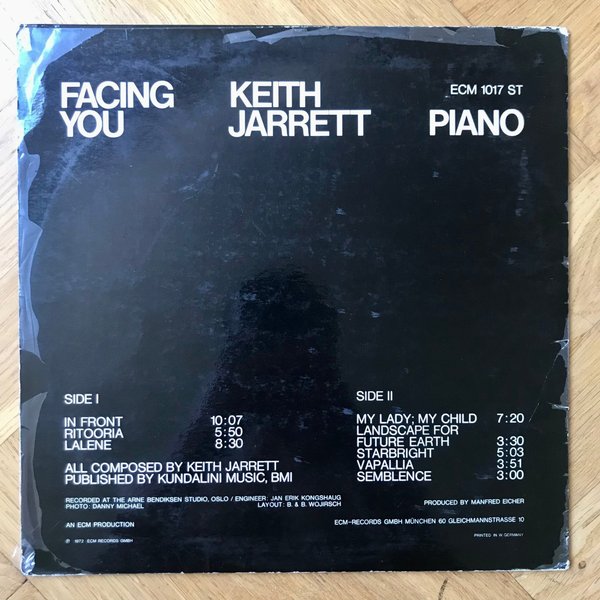 FACING KEITH ECM 1017 ST
YOU JARRETT PIANO
SIDE I
IN FRONT 10:07
RITOORIA 5:50
LALENE 8:30
ALL COMPOSED BY KEITH JARRETT
PUBLISHED BY KUNDALINI MUSIC, BMI
SIDE II
MY LADY; MY CHILD 7:20
LANDSCAPE FOR
FUTURE EARTH 3:30
STARBRIGHT 5:03
VAPALLIA 3:51
SEMBLENCE 3:00
RECORDED AT THE ARNE BENDIKSEN STUDIO, OSLO / ENGINEER: JAN ERIK KONGSHAUG
PHOTO: DANNY MICHAEL LAYOUT: B. & B. WOJIRSCH
PRODUCED BY MANFRED EICHER
AN ECM PRODUCTION
ECM-RECORDS GMBH MÜNCHEN 60 GLEICHMANNSTRASSE 10
℗ 1972 ECM RECORDS GMBH
PRINTED IN W. GERMANY